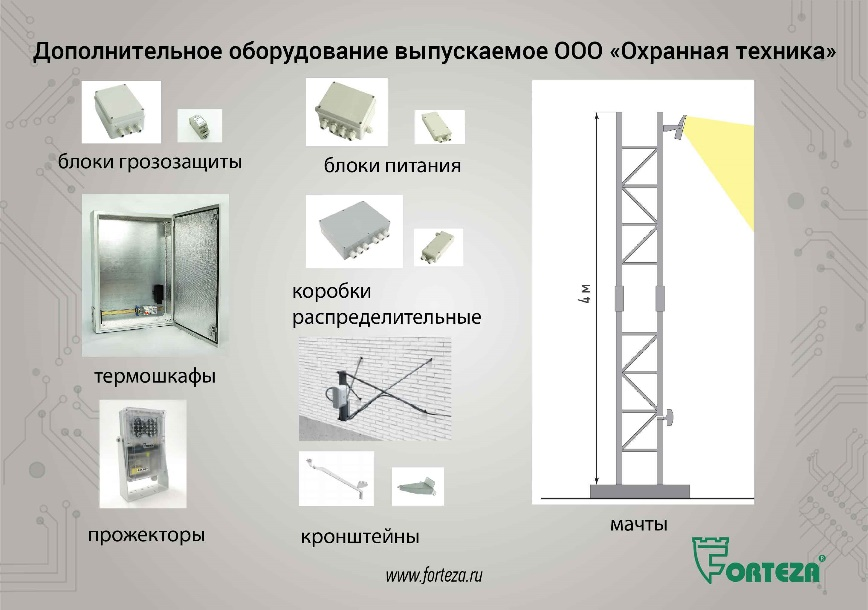 Дополнительное оборудование выпускаемое ООО «Охранная техника»
блоки грозозащиты
блоки питания
коробки
распределительные
термошкафы
4 м
прожекторы
кронштейны
мачты
www.forteza.ru
FORTEZA®